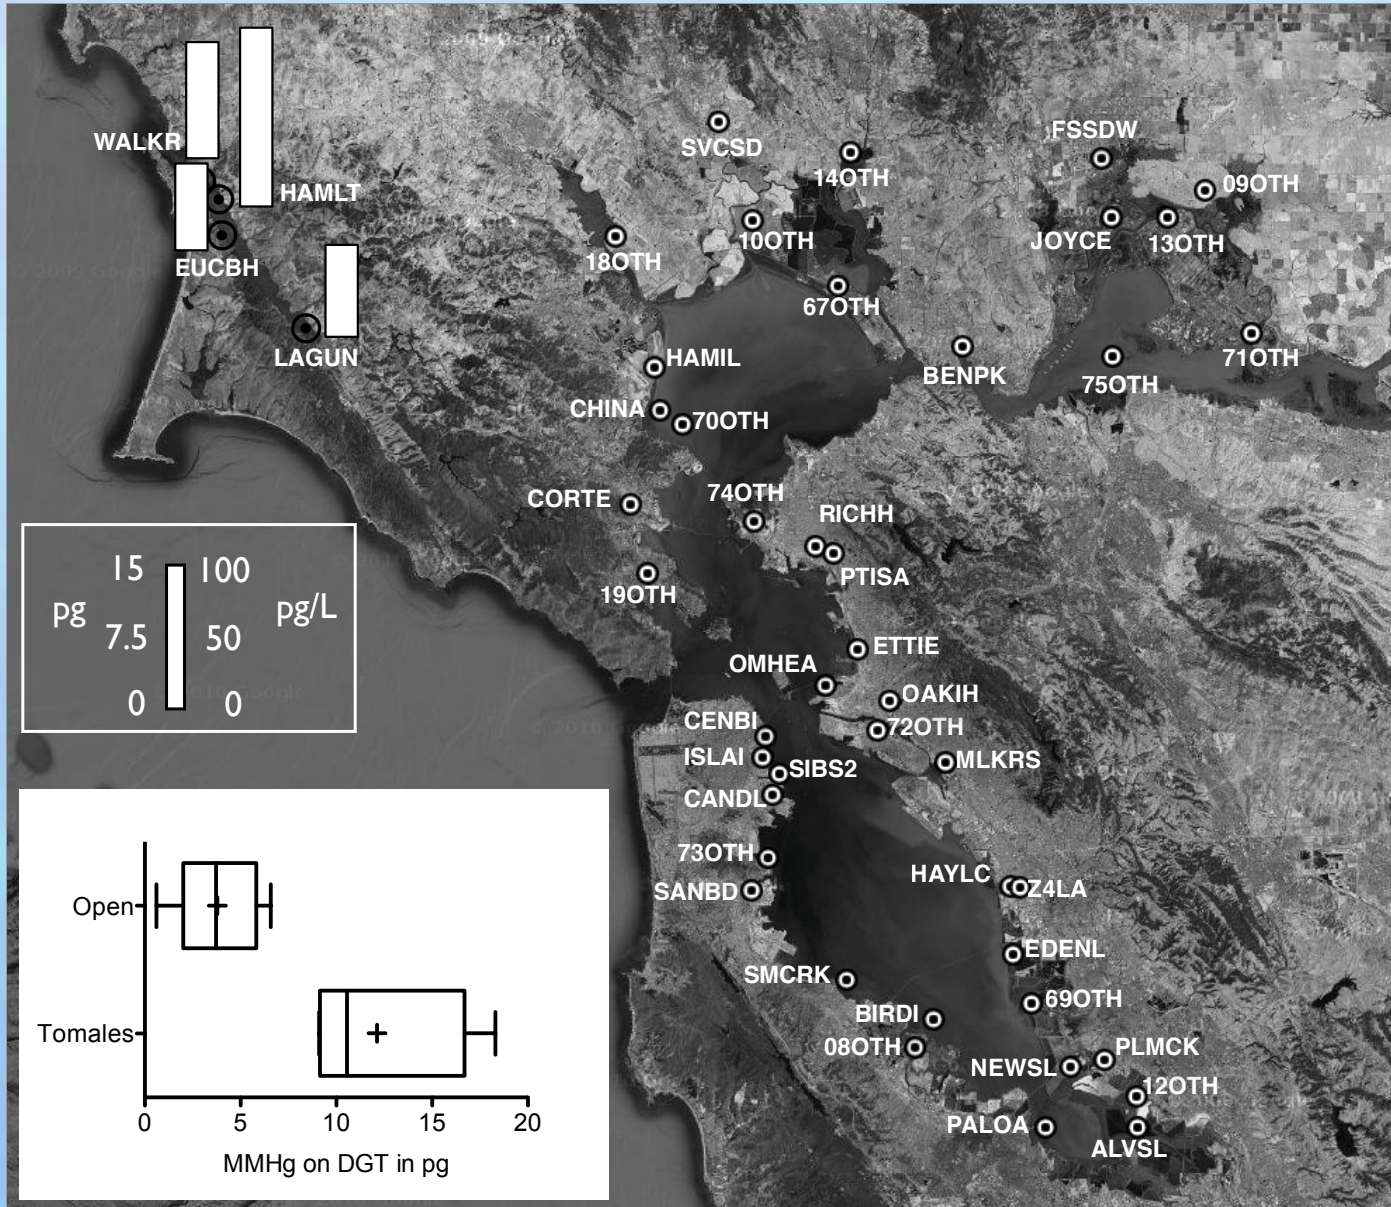 WALKR
HAMLT
EUCBH
LAGUN
SVCSD
14OTH
FSSDW
09OTH
18OTH
10OTH
JOYCE
13OTH
67OTH
HAMIL
BENPK
75OTH
71OTH
CHINA
70OTH
CORTE
74OTH
RICHH
PTISA
19OTH
15 100
pg pg/L
7.5 50
0 0
ETTIE
OMHEA
OAKIH
CENBI
72OTH
ISLAI
SIBS2
MLKRS
CANDL
73OTH
HAYLC
Z4LA
SANBD
EDENL
SMCRK
69OTH
BIRDI
08OTH
NEWSL
PLMCK
12OTH
PALOA
ALVSL
Open
Tomales
0 5 10 15 20
MMHg on DGT in pg